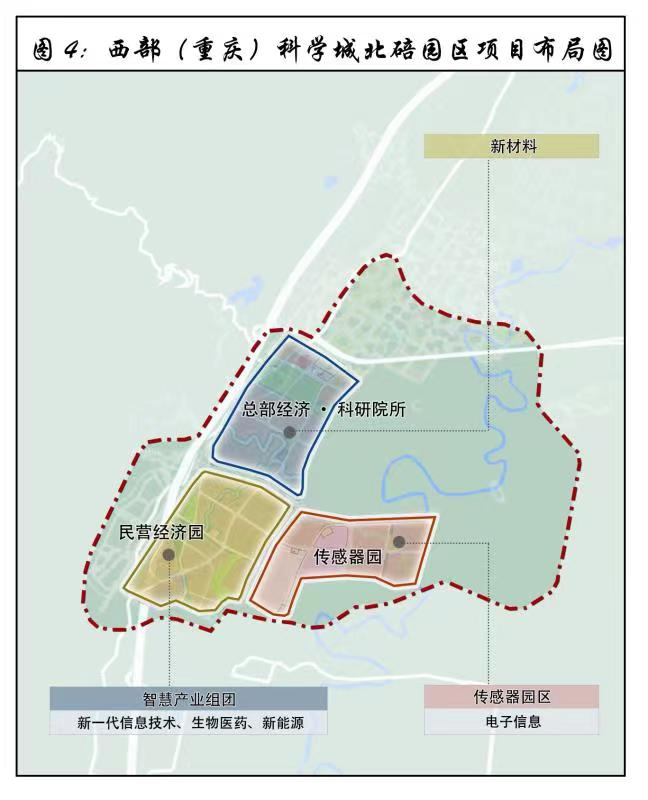 图4：西部（重庆）科学城北碚园区项目布局图
新材料
总部经济 · 科研院所
民营经济园
传感器园
智慧产业组团
新一代信息技术、生物医药、新能源
传感器园区
电子信息